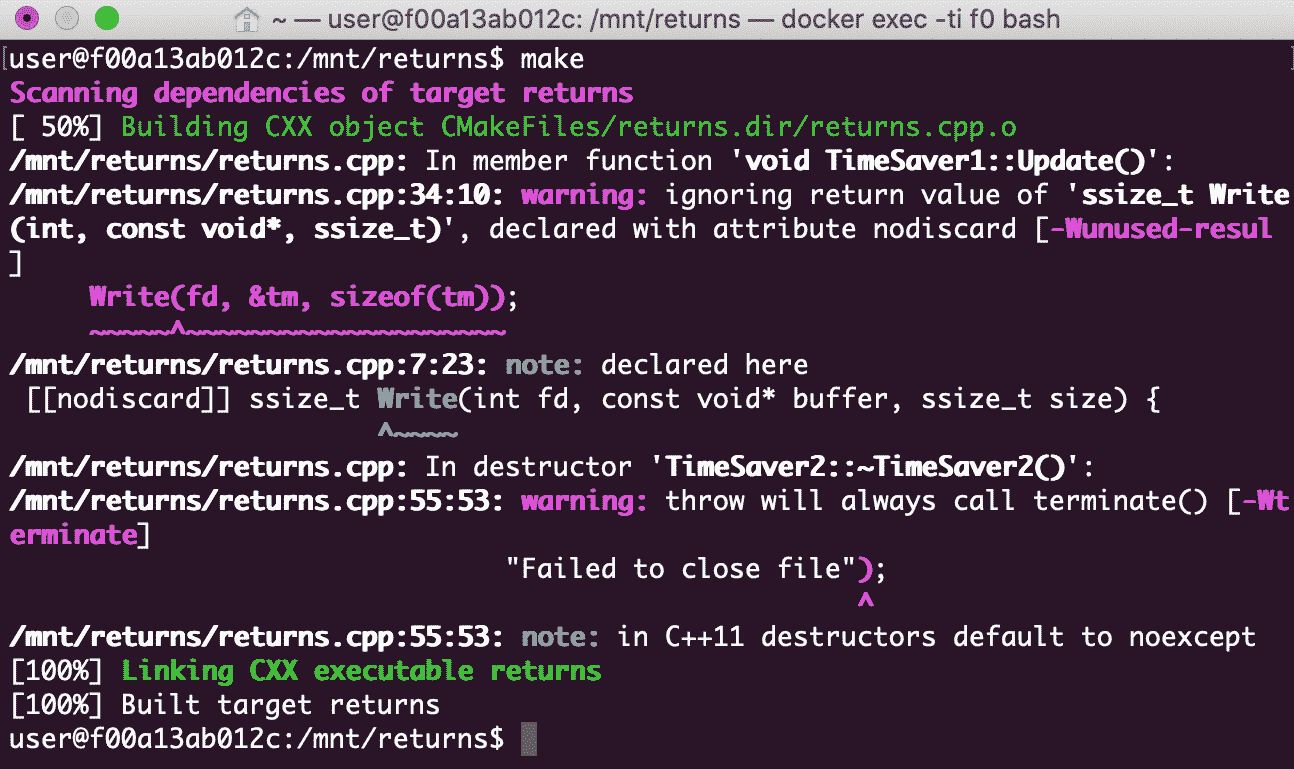 ~ — user@f00a13ab012c: /mnt/returns — docker exec -ti f0 bash
[user@f00a13ab012c:/mnt/returns$ make ]
Scanning dependencies of target returns
[ 50%] Building CXX object CMakeFiles/returns.dir/returns.cpp.o
/mnt/returns/returns.cpp: In member function 'void TimeSaver1::Update()':
/mnt/returns/returns.cpp:34:10: warning: ignoring return value of 'ssize_t Write
(int, const void*, ssize_t)', declared with attribute nodiscard [-Wunused-resul
]
     Write(fd, &tm, sizeof(tm));
     ~~~~~^~~~~~~~~~~~~~~~~~~~~
/mnt/returns/returns.cpp:7:23: note: declared here
 [[nodiscard]] ssize_t Write(int fd, const void* buffer, ssize_t size) {
                       ^~~~~
/mnt/returns/returns.cpp: In destructor 'TimeSaver2::~TimeSaver2()':
/mnt/returns/returns.cpp:55:53: warning: throw will always call terminate() [-Wt
erminate]
                               "Failed to close file");
                                                     ^
/mnt/returns/returns.cpp:55:53: note: in C++11 destructors default to noexcept
[100%] Linking CXX executable returns
[100%] Built target returns
user@f00a13ab012c:/mnt/returns$